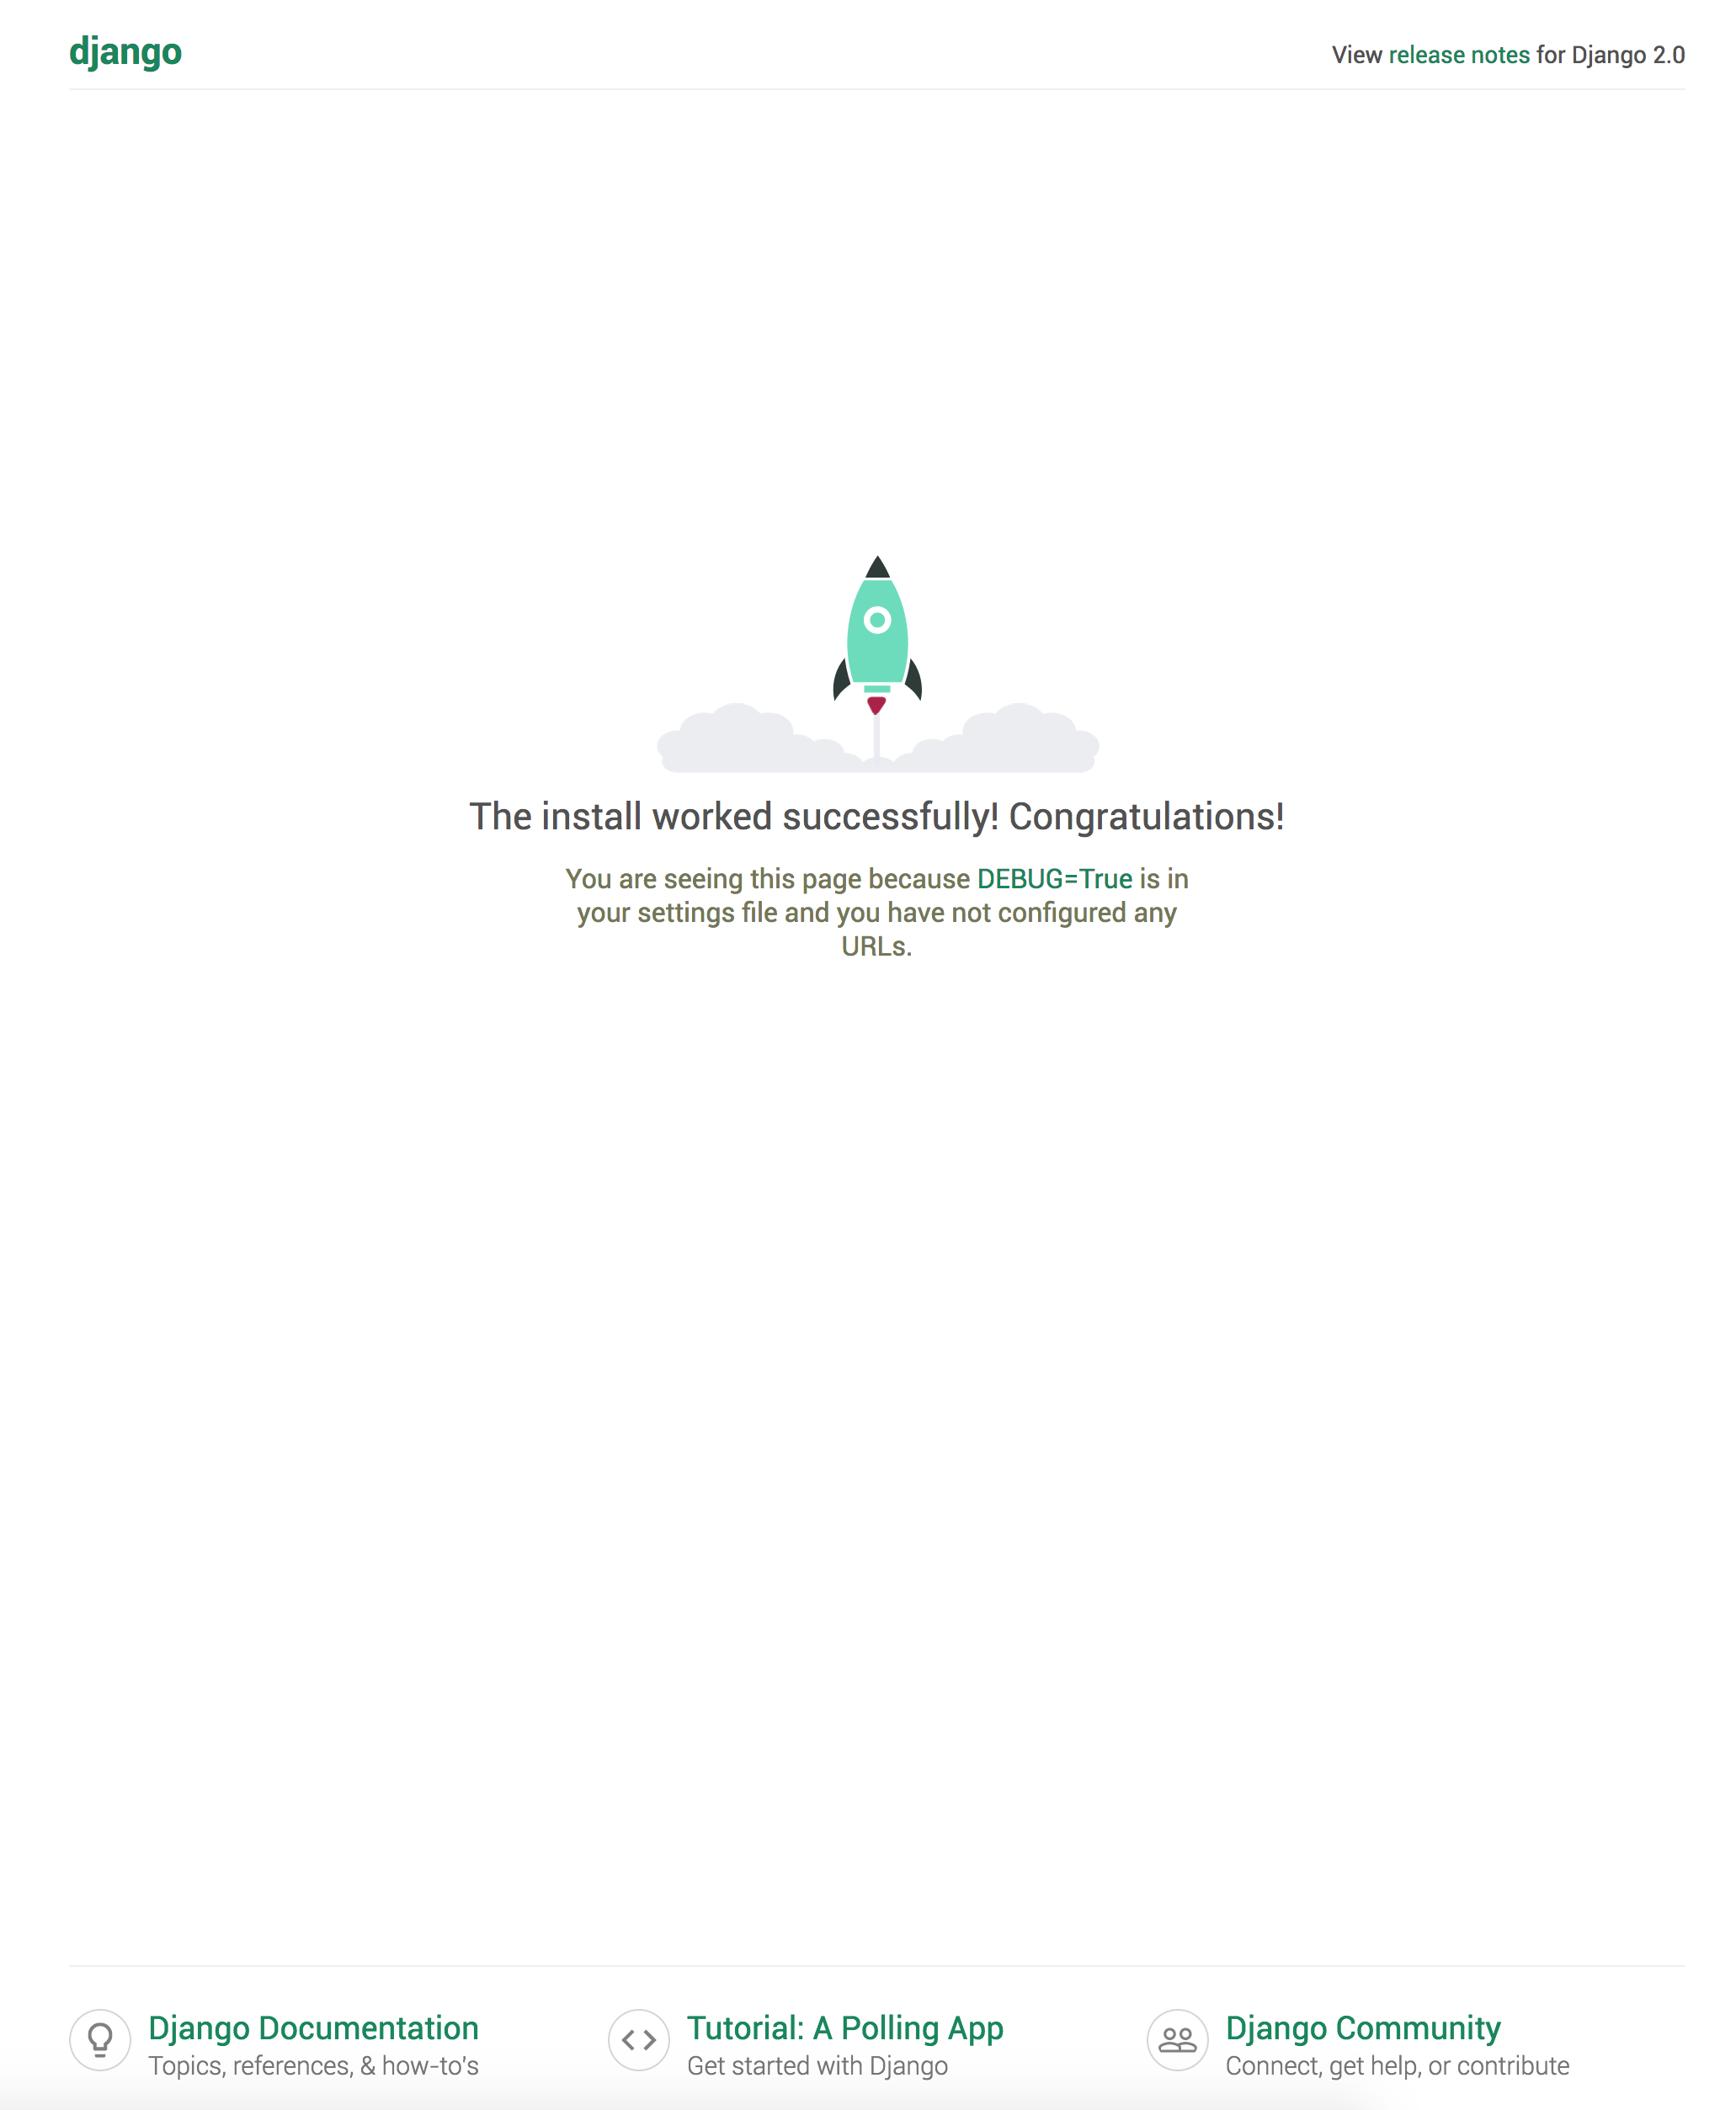 django
View release notes for Django 2.0
The install worked successfully! Congratulations!
You are seeing this page because DEBUG=True is in
your settings file and you have not configured any
URLs.
Django Documentation
Topics, references, & how-to's
Tutorial: A Polling App
Get started with Django
Django Community
Connect, get help, or contribute